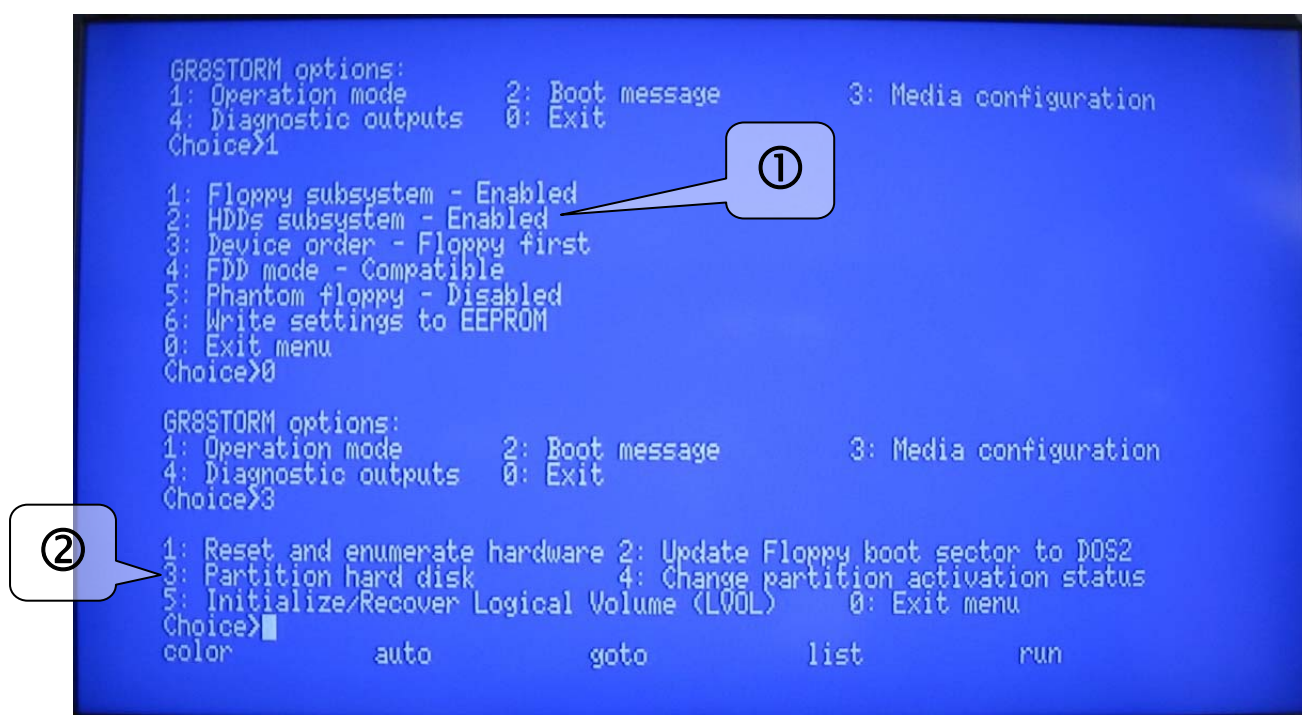 GR8STORM options:
1: Operation mode 2: Boot message 3: Media configuration
4: Diagnostic outputs 0: Exit
Choice>1
①
1: Floppy subsystem - Enabled
2: HDDs subsystem - Enabled
3: Device order - Floppy first
4: FDD mode - Compatible
5: Phantom floppy - Disabled
6: Write settings to EEPROM
0: Exit menu
Choice>0
GR8STORM options:
1: Operation mode 2: Boot message 3: Media configuration
4: Diagnostic outputs 0: Exit
Choice>3
②
1: Reset and enumerate hardware 2: Update Floppy boot sector to DOS2
3: Partition hard disk 4: Change partition activation status
5: Initialize/Recover Logical Volume (LVOL) 0: Exit menu
Choice>
color auto goto list run